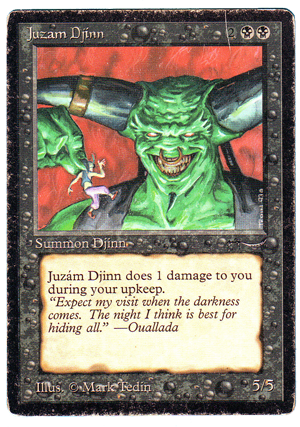 Juzám Djinn 2
Summon Djinn
Juzám Djinn does 1 damage to you
during your upkeep.
"Expect my visit when the darkness
comes. The night I think is best for
hiding all." —Ouallada
Illus. © Mark Tedin 5/5